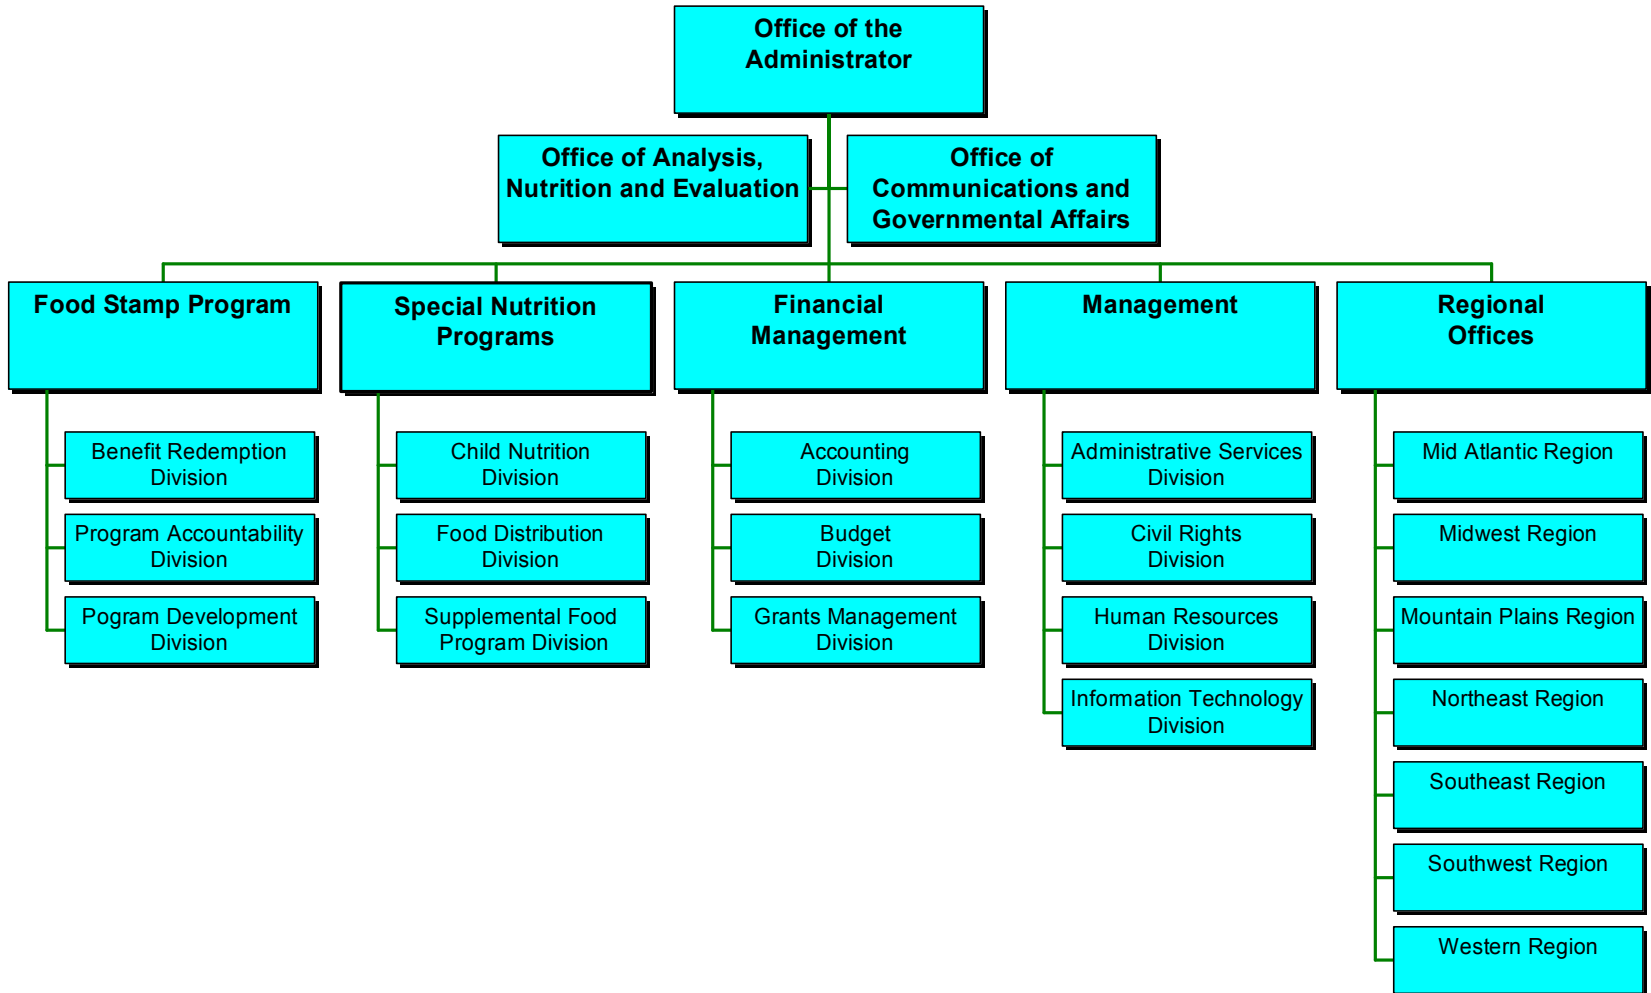 Office of the
Administrator
Office of Analysis,
Nutrition and Evaluation
Office of
Communications and
Governmental Affairs
Food Stamp Program
Special Nutrition
Programs
Financial
Management
Management
Regional
Offices
Benefit Redemption
Division
Program Accountability
Division
Pogram Development
Division
Child Nutrition
Division
Food Distribution
Division
Supplemental Food
Program Division
Accounting
Division
Budget
Division
Grants Management
Division
Administrative Services
Division
Civil Rights
Division
Human Resources
Division
Information Technology
Division
Mid Atlantic Region
Midwest Region
Mountain Plains Region
Northeast Region
Southeast Region
Southwest Region
Western Region